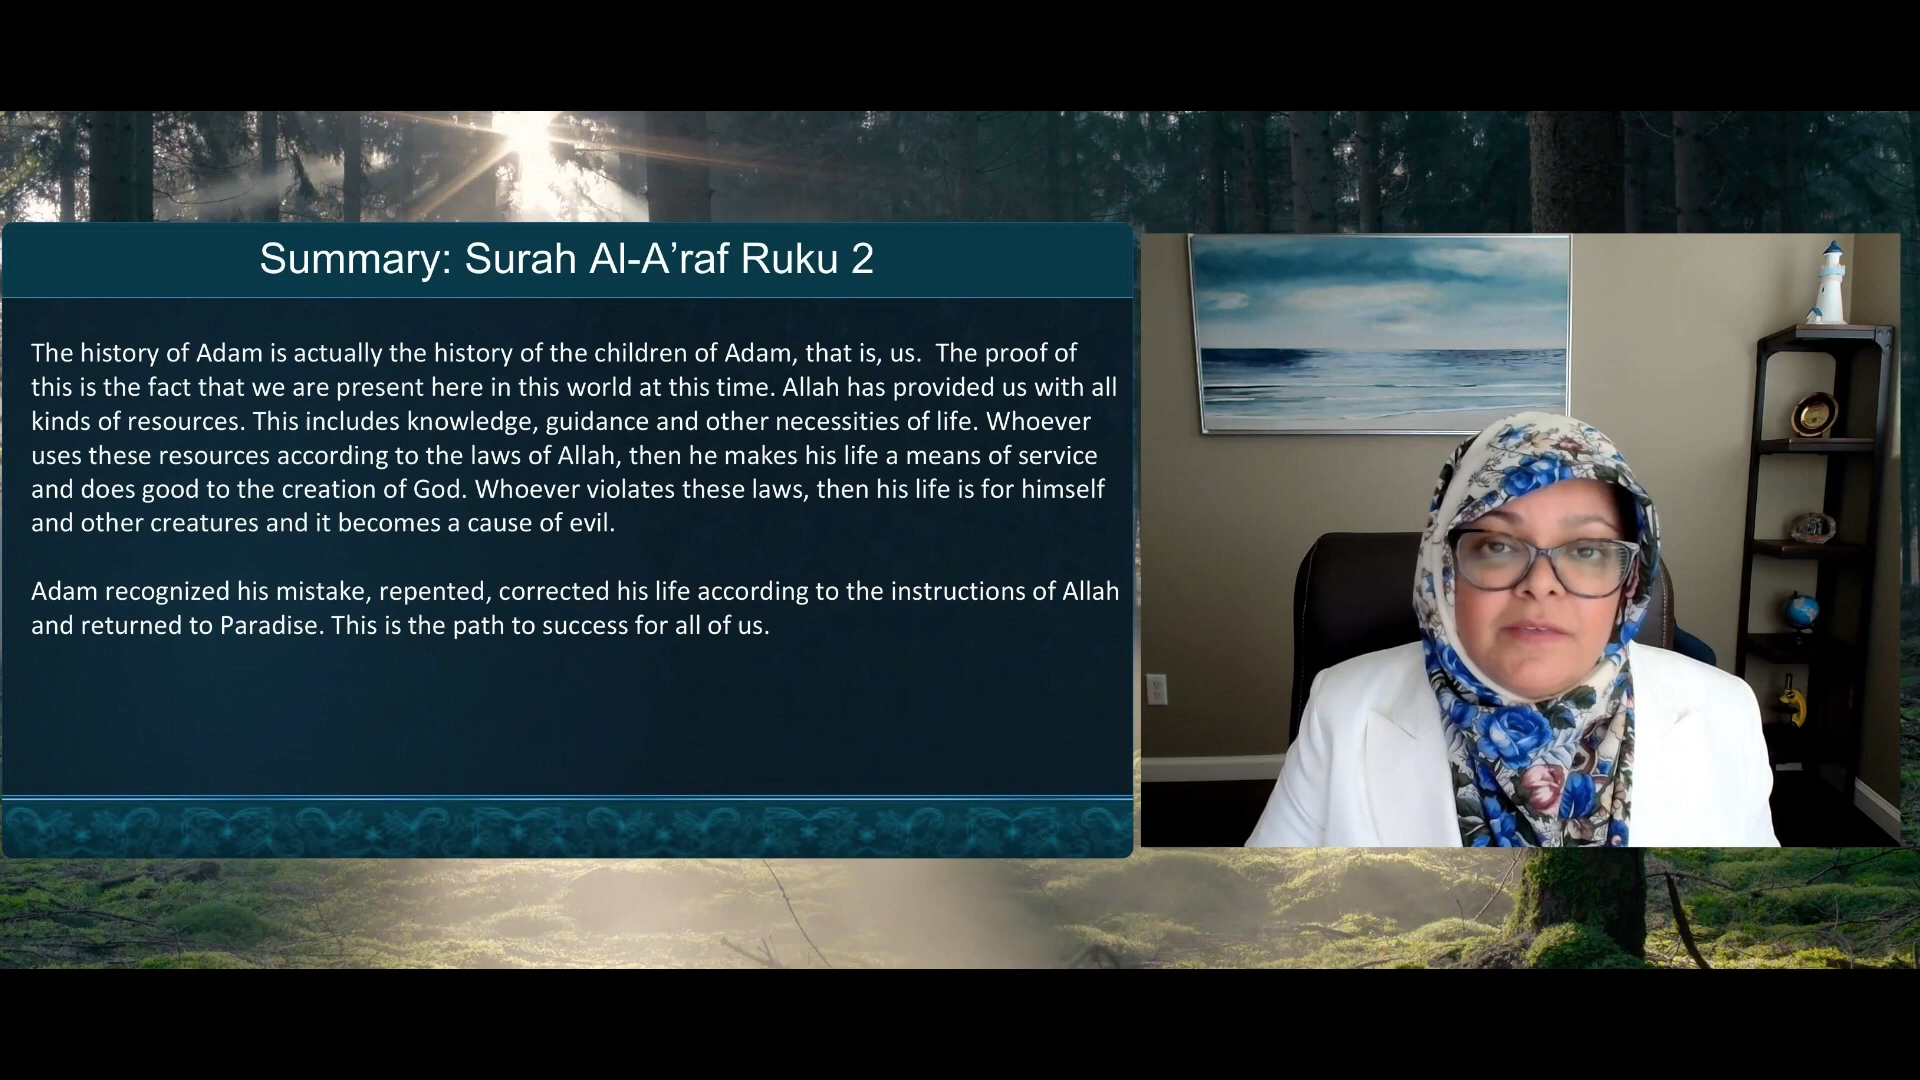 Summary: Surah Al-A’raf Ruku 2
The history of Adam is actually the history of the children of Adam, that is, us.  The proof of
this is the fact that we are present here in this world at this time. Allah has provided us with all
kinds of resources. This includes knowledge, guidance and other necessities of life. Whoever
uses these resources according to the laws of Allah, then he makes his life a means of service
and does good to the creation of God. Whoever violates these laws, then his life is for himself
and other creatures and it becomes a cause of evil.
Adam recognized his mistake, repented, corrected his life according to the instructions of Allah
and returned to Paradise. This is the path to success for all of us.